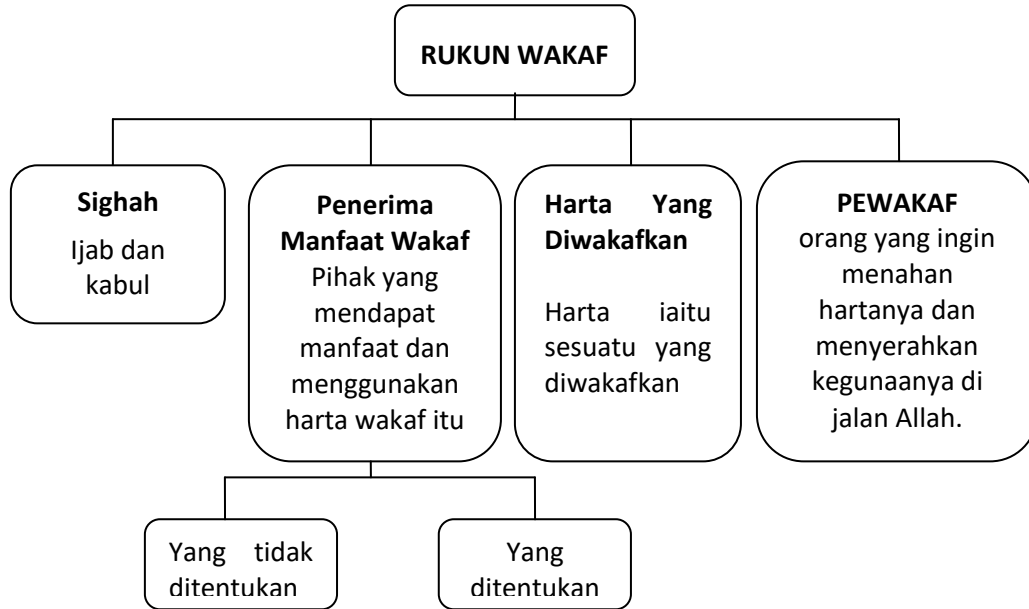 RUKUN WAKAF
Sighah
Ijab dan
kabul
Penerima
Manfaat Wakaf
Pihak yang
mendapat
manfaat dan
menggunakan
harta wakaf itu
Harta Yang
Diwakafkan
Harta iaitu
sesuatu yang
diwakafkan
PEWAKAF
orang yang ingin
menahan
hartanya dan
menyerahkan
kegunaanya di
jalan Allah.
Yang tidak
ditentukan
Yang
ditentukan